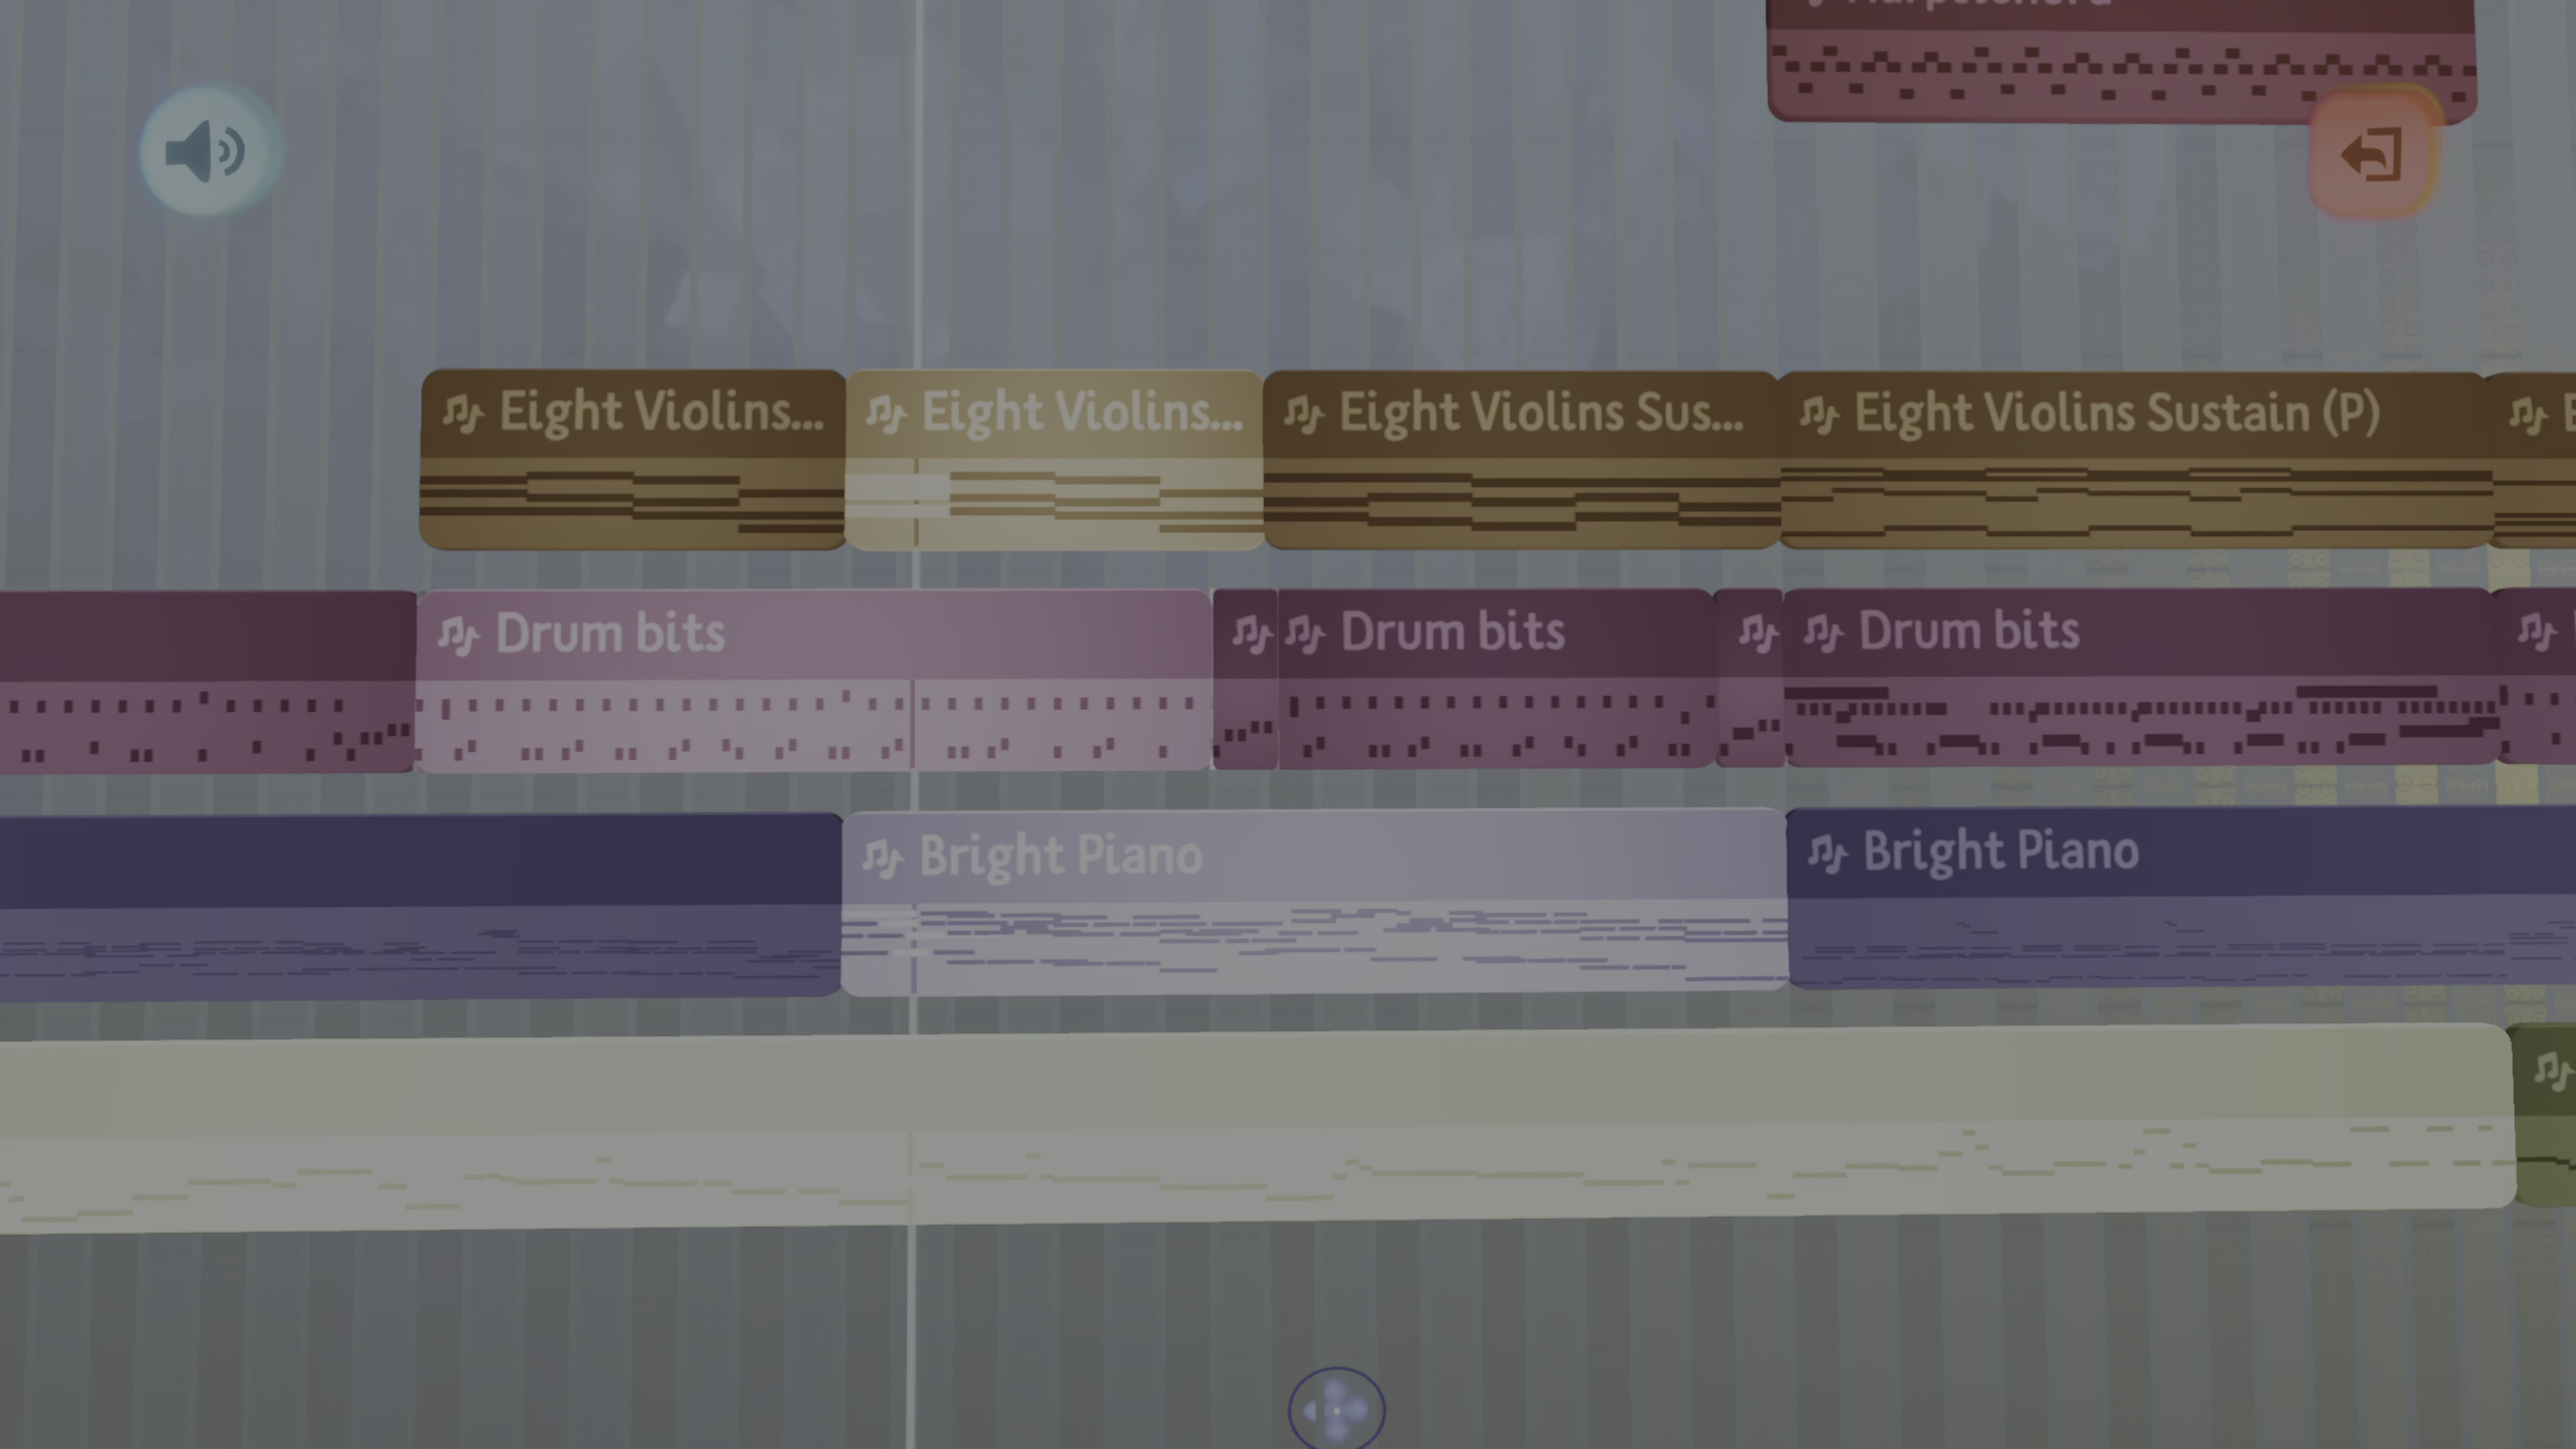 Harpsichord
Eight Violins...
Eight Violins...
Eight Violins Sus...
Eight Violins Sustain (P)
E
Drum bits
Drum bits
Drum bits
Bright Piano
Bright Piano